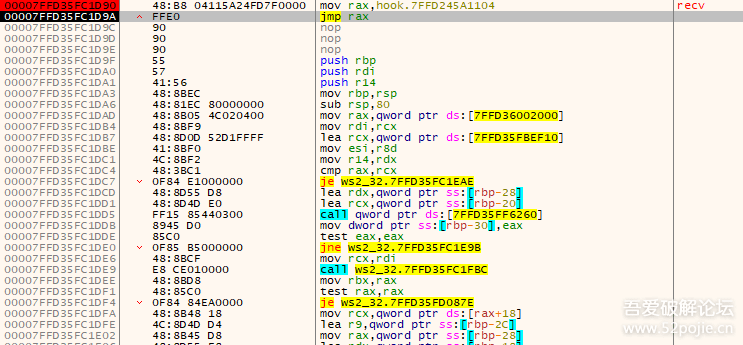 00007FFD35FC1D90 48:B8 04115A24FD7F0000 mov rax,hook.7FFD245A1104 recv
00007FFD35FC1D9A FFE0 jmp rax
00007FFD35FC1D9C 90 nop
00007FFD35FC1D9D 90 nop
00007FFD35FC1D9E 90 nop
00007FFD35FC1D9F 55 push rbp
00007FFD35FC1DA0 57 push rdi
00007FFD35FC1DA1 41:56 push r14
00007FFD35FC1DA3 48:8BEC mov rbp,rsp
00007FFD35FC1DA6 48:81EC 80000000 sub rsp,80
00007FFD35FC1DAD 48:8B05 4C020400 mov rax,qword ptr ds:[7FFD36002000]
00007FFD35FC1DB4 48:8BF9 mov rdi,rcx
00007FFD35FC1DB7 48:8D0D 52D1FFFF lea rcx,qword ptr ds:[7FFD35FBEF10]
00007FFD35FC1DBE 41:8BF0 mov esi,r8d
00007FFD35FC1DC1 4C:8BF2 mov r14,rdx
00007FFD35FC1DC4 48:3BC1 cmp rax,rcx
00007FFD35FC1DC7 0F84 E1000000 je ws2_32.7FFD35FC1EAE
00007FFD35FC1DCD 48:8D55 D8 lea rdx,qword ptr ss:[rbp-28]
00007FFD35FC1DD1 48:8D4D E0 lea rcx,qword ptr ss:[rbp-20]
00007FFD35FC1DD5 FF15 85440300 call qword ptr ds:[7FFD35FF6260]
00007FFD35FC1DDB 8945 D0 mov dword ptr ss:[rbp-30],eax
00007FFD35FC1DDE 85C0 test eax,eax
00007FFD35FC1DE0 0F85 B5000000 jne ws2_32.7FFD35FC1E9B
00007FFD35FC1DE6 48:8BCF mov rcx,rdi
00007FFD35FC1DE9 E8 CE010000 call ws2_32.7FFD35FC1FBC
00007FFD35FC1DEE 48:8BD8 mov rbx,rax
00007FFD35FC1DF1 48:85C0 test rax,rax
00007FFD35FC1DF4 0F84 84EA0000 je ws2_32.7FFD35FD087E
00007FFD35FC1DFA 48:8B48 18 mov rcx,qword ptr ds:[rax+18]
00007FFD35FC1DFE 4C:8D4D D4 lea r9,qword ptr ss:[rbp-2C]
00007FFD35FC1E02 48:8B45 D8 mov rax,qword ptr ss:[rbp-28]
吾爱破解论坛
www.52pojie.cn